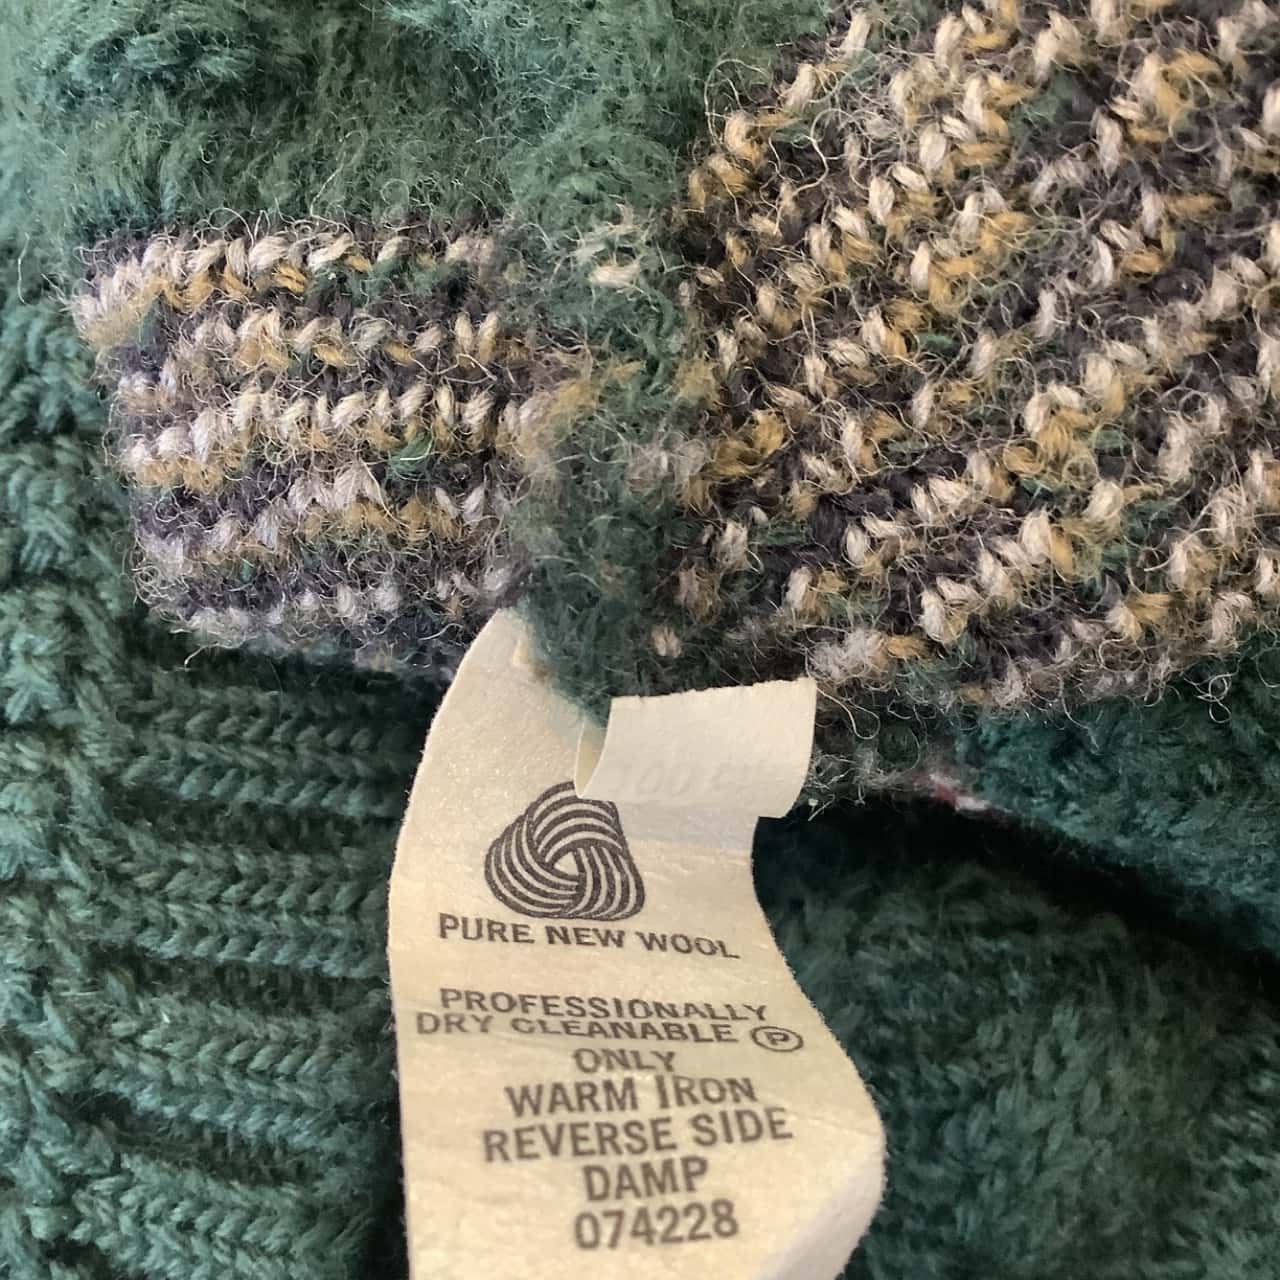 PURE NEW WOOL
PROFESSIONALLY
DRY CLEANABLE Ⓟ
ONLY
WARM IRON
REVERSE SIDE
DAMP
074228